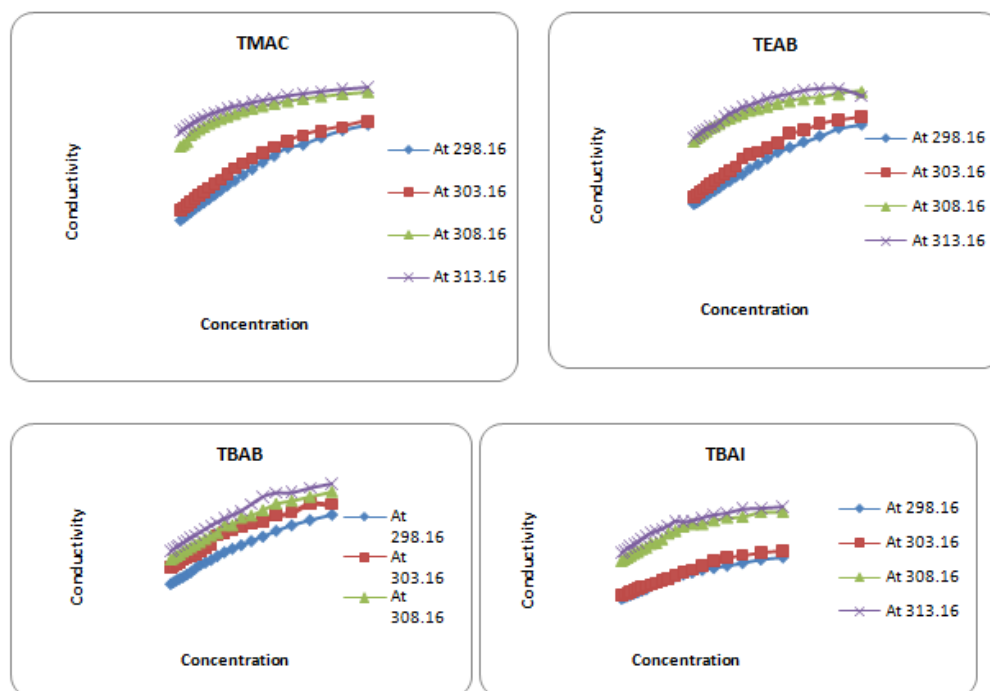 TMAC
Conductivity
At 298.16
At 303.16
At 308.16
At 313.16
Concentration
TEAB
Conductivity
At 298.16
At 303.16
At 308.16
At 313.16
Concentration
TBAB
Conductivity
At
298.16
At
303.16
At
308.16
Concentration
TBAI
Conductivity
At 298.16
At 303.16
At 308.16
At 313.16
Concentration